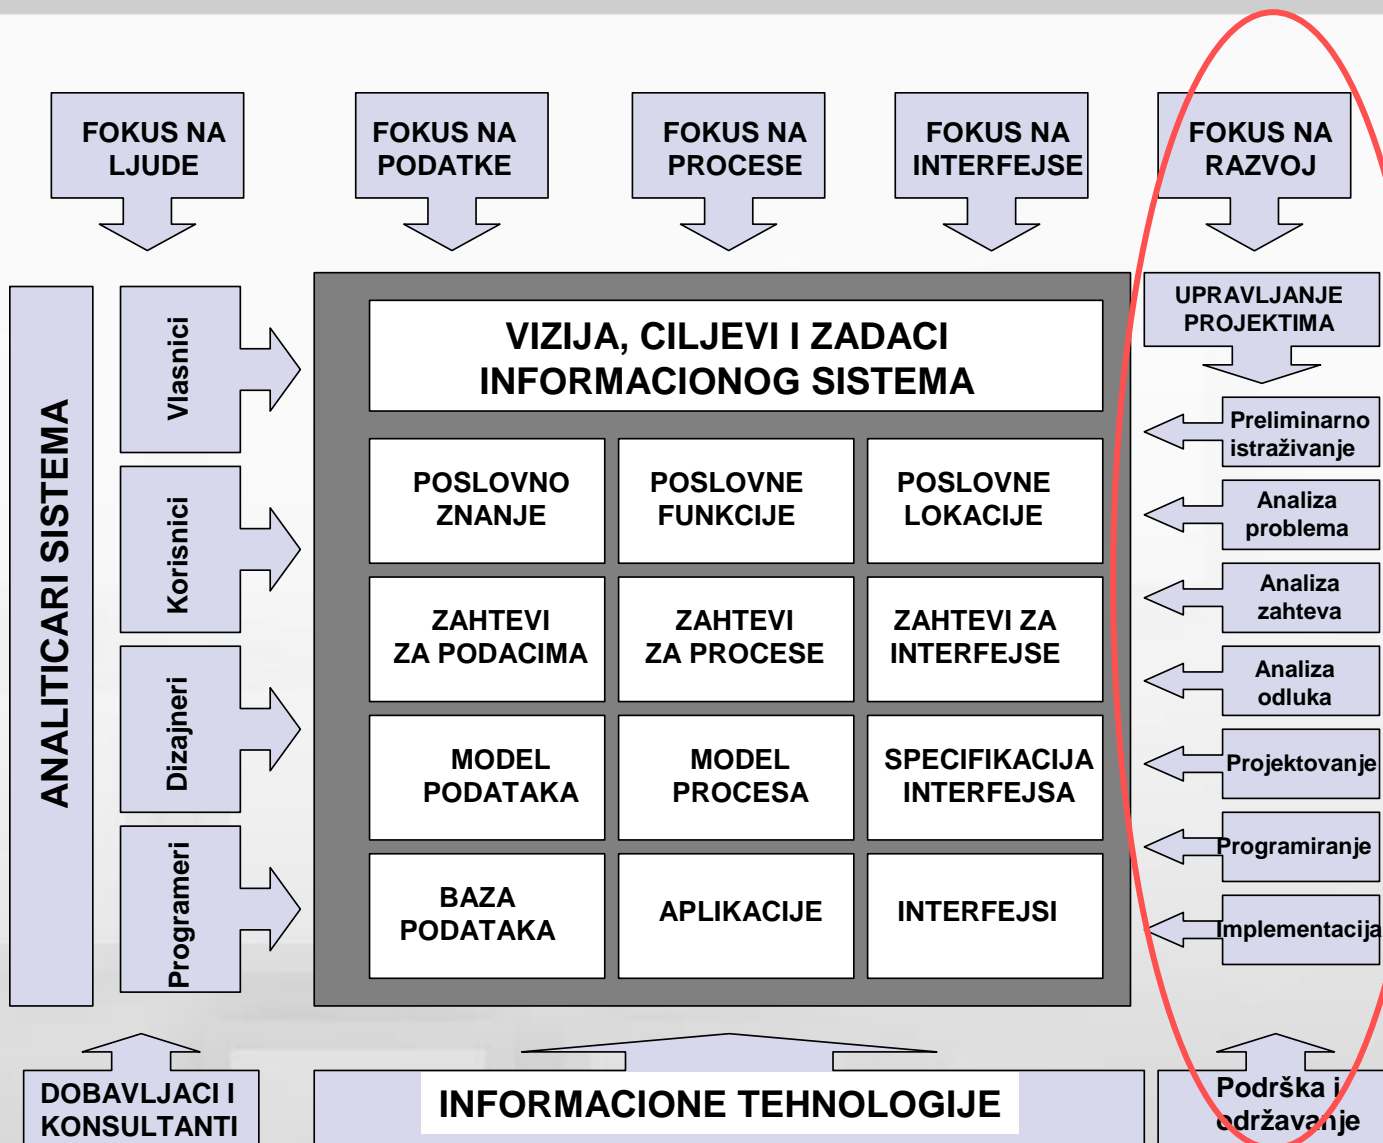 FOKUS NA
LJUDE
FOKUS NA
PODATKE
FOKUS NA
PROCESE
FOKUS NA
INTERFEJSE
FOKUS NA
RAZVOJ
ANALITICARI SISTEMA
Vlasnici
Korisnici
Dizajneri
Programeri
VIZIJA, CILJEVI I ZADACI
INFORMACIONOG SISTEMA
POSLOVNO
ZNANJE
POSLOVNE
FUNKCIJE
POSLOVNE
LOKACIJE
ZAHTEVI
ZA PODACIMA
ZAHTEVI
ZA PROCESE
ZAHTEVI ZA
INTERFEJSE
MODEL
PODATAKA
MODEL
PROCESA
SPECIFIKACIJA
INTERFEJSA
BAZA
PODATAKA
APLIKACIJE
INTERFEJSI
UPRAVLJANJE
PROJEKTIMA
Preliminarno
istraživanje
Analiza
problema
Analiza
zahteva
Analiza
odluka
Projektovanje
Programiranje
Implementacija
DOBAVLJACI I
KONSULTANTI
INFORMACIONE TEHNOLOGIJE
Podrška i
održavanje